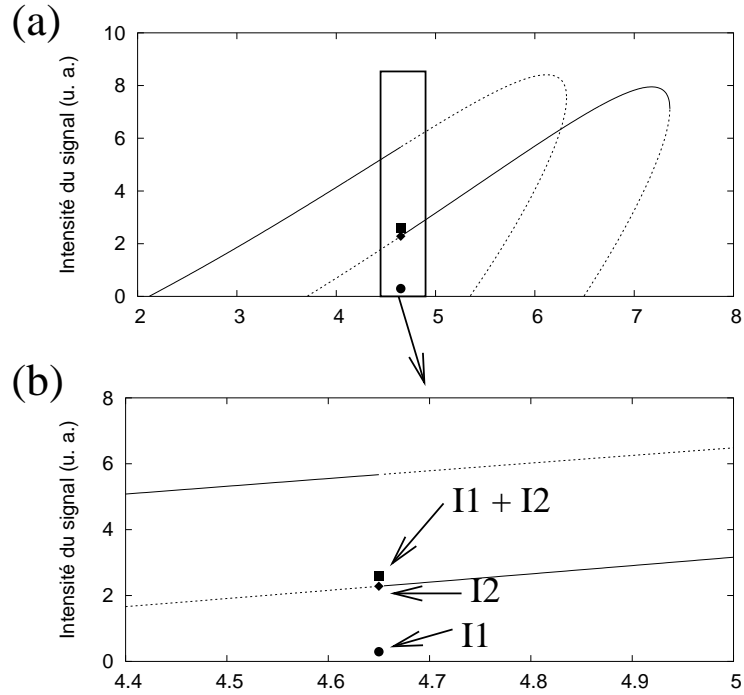 (a)
Intensité du signal (u. a.)
10
8
6
4
2
0
2 3 4 5 6 7 8
(b)
Intensité du signal (u. a.)
8
6
4
2
0
I1 + I2
I2
I1
4.4 4.5 4.6 4.7 4.8 4.9 5